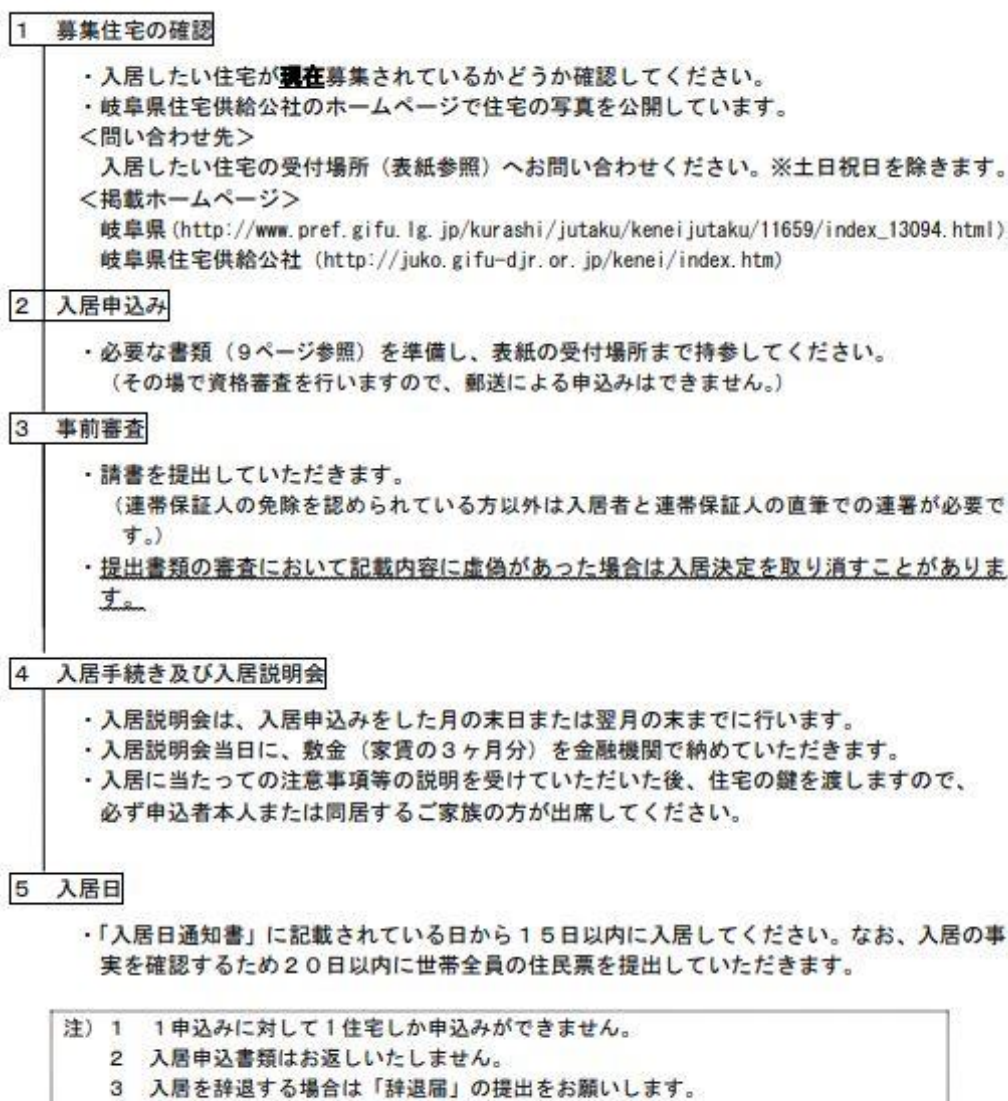 1 募集住宅の確認
・入居したい住宅が現在募集されているかどうか確認してください。
・岐阜県住宅供給公社のホームページで住宅の写真を公開しています。
＜問い合わせ先＞
入居したい住宅の受付場所（表紙参照）へお問い合わせください。※土日祝日を除きます。
＜掲載ホームページ＞
岐阜県(http://www.pref.gifu.lg.jp/kurashi/jutaku/keneijutaku/11659/index_13094.html)
岐阜県住宅供給公社 (http://juko.gifu-djr.or.jp/kenei/index.htm)
2 入居申込み
・必要な書類（９ページ参照）を準備し、表紙の受付場所まで持参してください。
（その場で資格審査を行いますので、郵送による申込みはできません。）
3 事前審査
・請書を提出していただきます。
（連帯保証人の免除を認められている方以外は入居者と連帯保証人の直筆での連署が必要で
す。）
・提出書類の審査において記載内容に虚偽があった場合は入居決定を取り消すことがありま
す。
4 入居手続き及び入居説明会
・入居説明会は、入居申込みをした月の末日または翌月の末までに行います。
・入居説明会当日に、敷金（家賃の３ヶ月分）を金融機関で納めていただきます。
・入居に当たっての注意事項等の説明を受けていただいた後、住宅の鍵を渡しますので、
必ず申込者本人または同居するご家族の方が出席してください。
5 入居日
・「入居日通知書」に記載されている日から１５日以内に入居してください。なお、入居の事
実を確認するため２０日以内に世帯全員の住民票を提出していただきます。
注）１ １申込みに対して１住宅しか申込みができません。
２ 入居申込書類はお返しいたしません。
３ 入居を辞退する場合は「辞退届」の提出をお願いします。